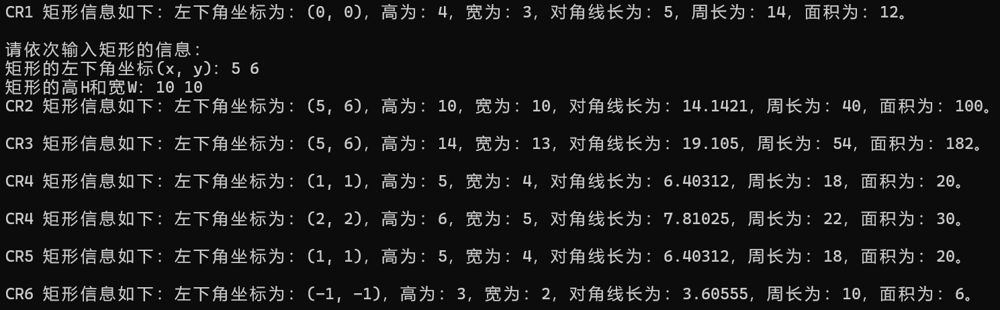 CR1 矩形信息如下：左下角坐标为：(0, 0)，高为：4，宽为：3，对角线长为：5，周长为：14，面积为：12。
请依次输入矩形的信息：
矩形的左下角坐标(x, y)：5 6
矩形的高H和宽W：10 10
CR2 矩形信息如下：左下角坐标为：(5, 6)，高为：10，宽为：10，对角线长为：14.1421，周长为：40，面积为：100。
CR3 矩形信息如下：左下角坐标为：(5, 6)，高为：14，宽为：13，对角线长为：19.105，周长为：54，面积为：182。
CR4 矩形信息如下：左下角坐标为：(1, 1)，高为：5，宽为：4，对角线长为：6.40312，周长为：18，面积为：20。
CR4 矩形信息如下：左下角坐标为：(2, 2)，高为：6，宽为：5，对角线长为：7.81025，周长为：22，面积为：30。
CR5 矩形信息如下：左下角坐标为：(1, 1)，高为：5，宽为：4，对角线长为：6.40312，周长为：18，面积为：20。
CR6 矩形信息如下：左下角坐标为：(-1, -1)，高为：3，宽为：2，对角线长为：3.60555，周长为：10，面积为：6。